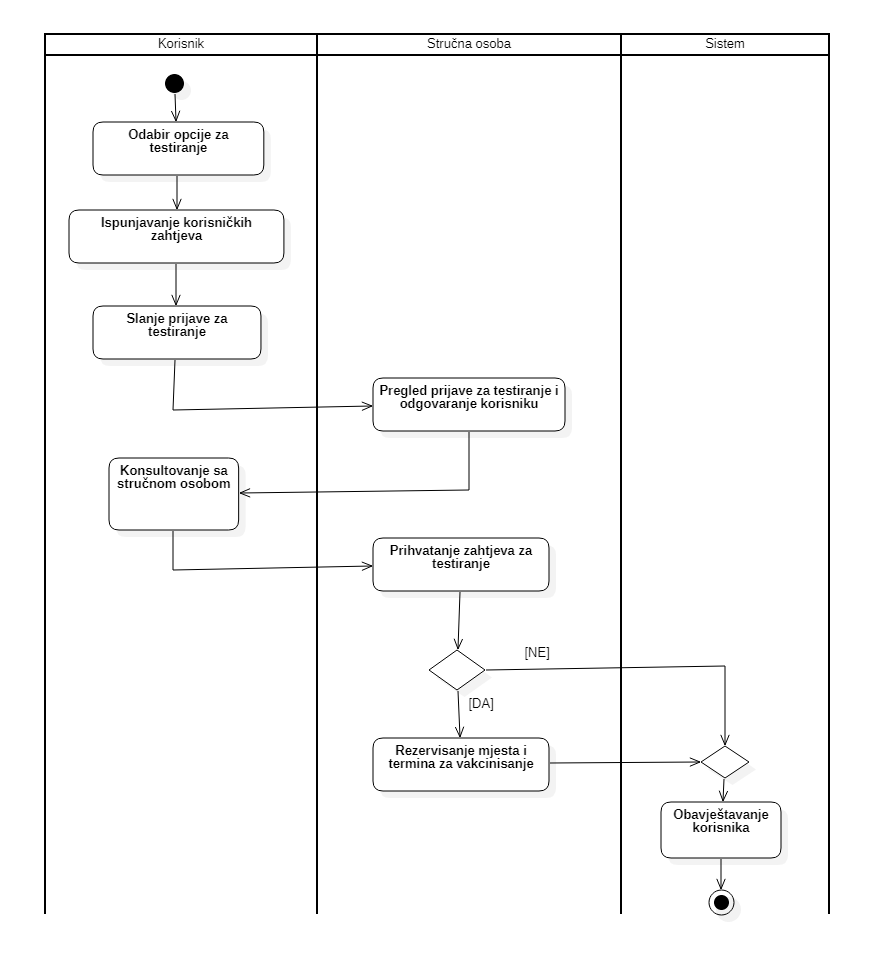 Korisnik
Stručna osoba
Sistem
Odabir opcije za
testiranje
Ispunjavanje korisničkih
zahtjeva
Slanje prijave za
testiranje
Pregled prijave za testiranje i
odgovaranje korisniku
Konsultovanje sa
stručnom osobom
Prihvatanje zahtjeva za
testiranje
[NE]
[DA]
Rezervisanje mjesta i
termina za vakcinisanje
Obavještavanje
korisnika